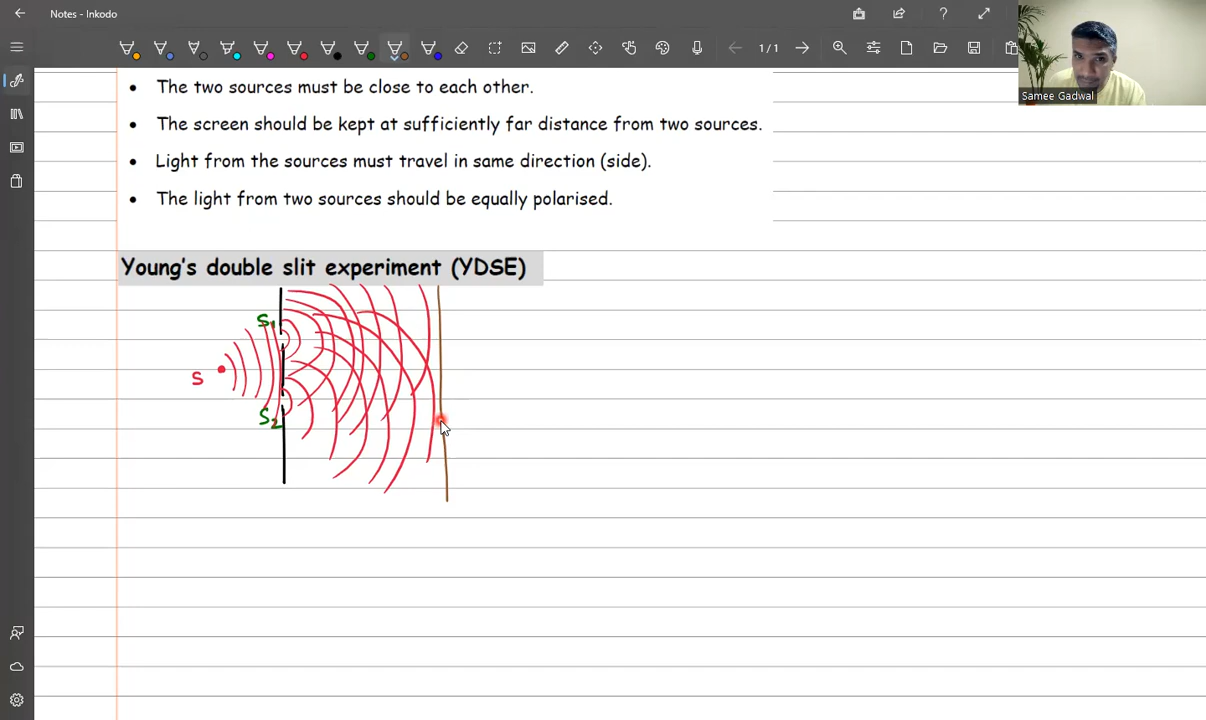 Notes - Inkodo
1/1
Samee Gadwal
• The two sources must be close to each other.
• The screen should be kept at sufficiently far distance from two sources.
• Light from the sources must travel in same direction (side).
• The light from two sources should be equally polarised.
Young's double slit experiment (YDSE)
S1
S
S2